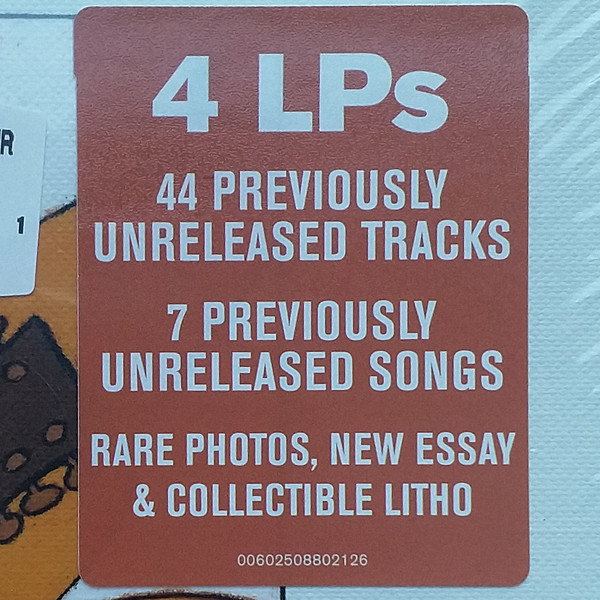 4 LPs
44 PREVIOUSLY
UNRELEASED TRACKS
7 PREVIOUSLY
UNRELEASED SONGS
RARE PHOTOS, NEW ESSAY
& COLLECTIBLE LITHO
00602508802126
R
1